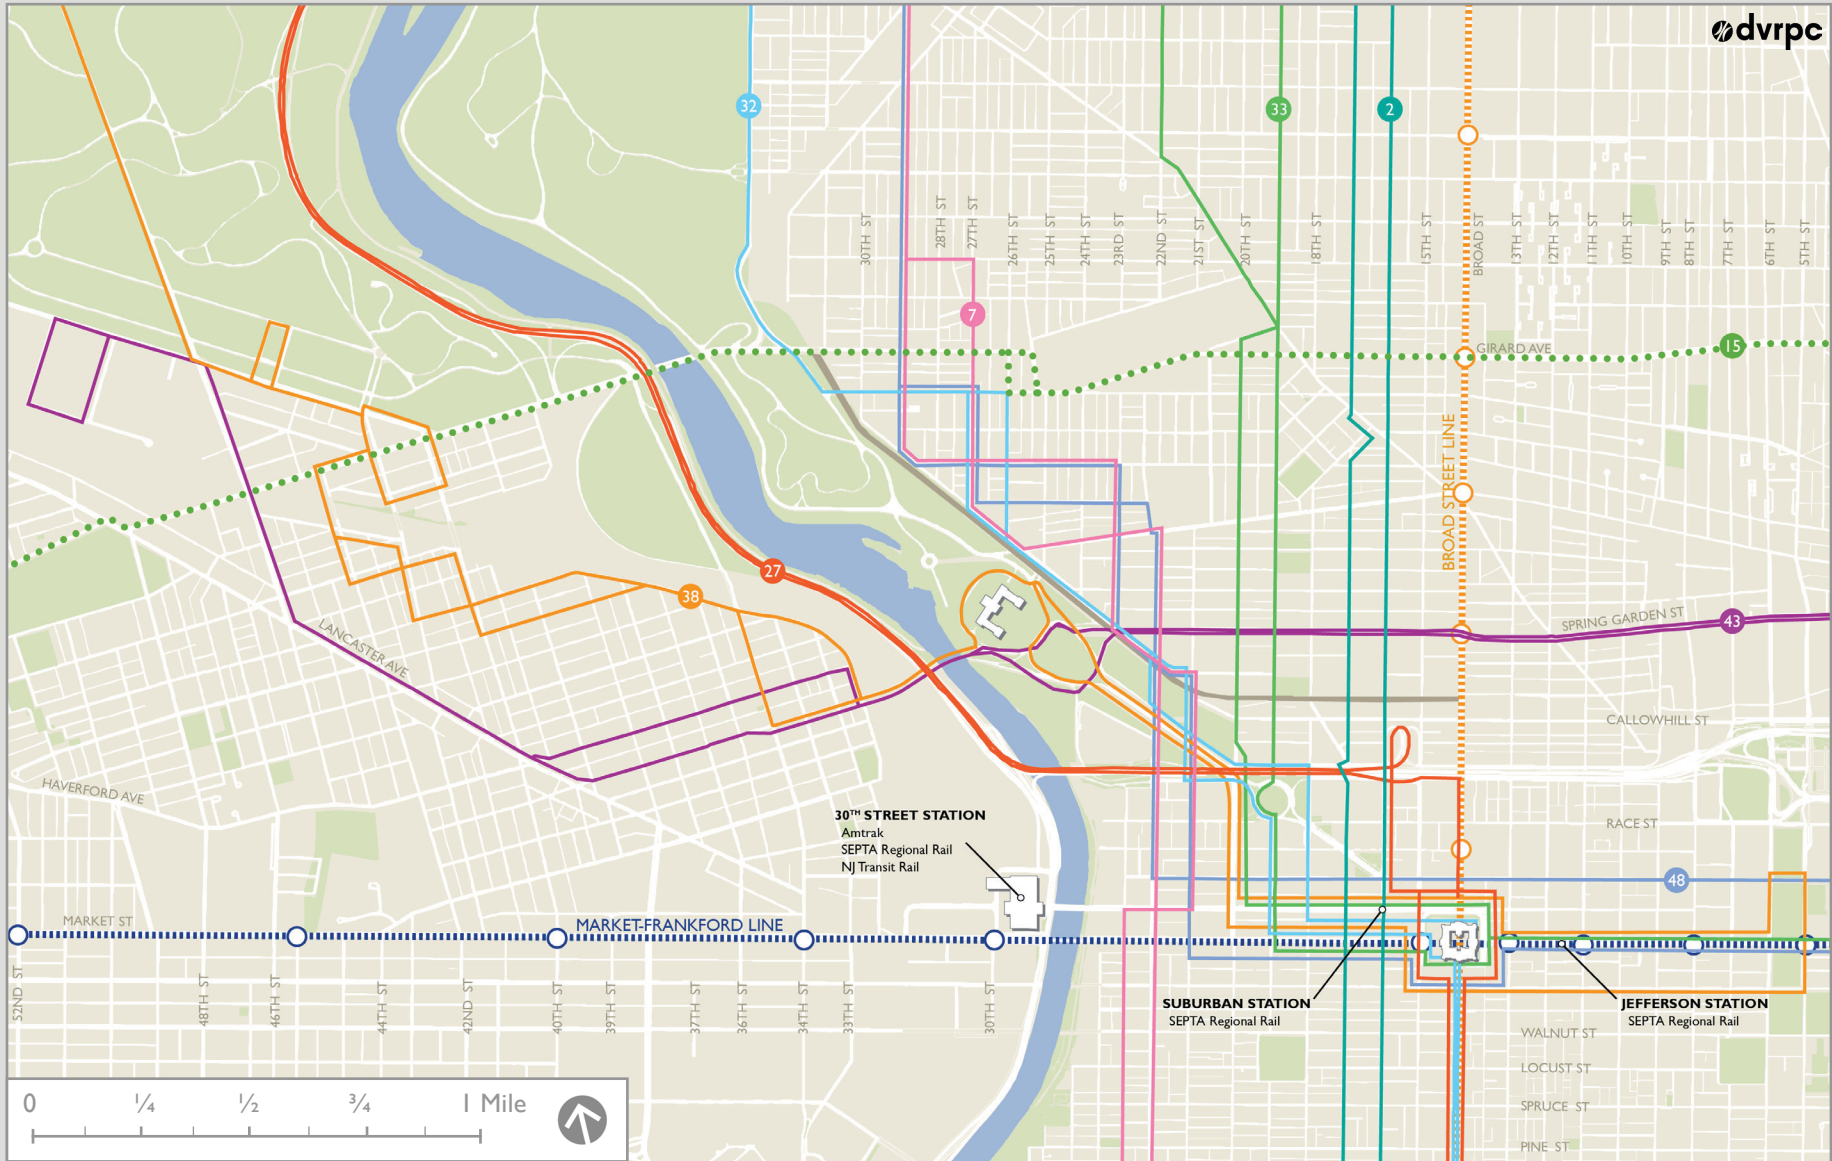 dvrpc
32
33
2
30TH ST
28TH ST
27TH ST
26TH ST
25TH ST
24TH ST
23RD ST
22ND ST
21ST ST
20TH ST
18TH ST
15TH ST
BROAD ST
13TH ST
12TH ST
11TH ST
10TH ST
9TH ST
8TH ST
7TH ST
6TH ST
5TH ST
7
GIRARD AVE
15
BROAD STREET LINE
27
38
SPRING GARDEN ST
43
LANCASTER AVE
CALLOWHILL ST
HAVERFORD AVE
30TH STREET STATION
Amtrak
SEPTA Regional Rail
NJ Transit Rail
RACE ST
48
MARKET ST
MARKET-FRANKFORD LINE
52ND ST
48TH ST
46TH ST
44TH ST
42ND ST
40TH ST
39TH ST
37TH ST
36TH ST
34TH ST
33TH ST
30TH ST
SUBURBAN STATION
SEPTA Regional Rail
JEFFERSON STATION
SEPTA Regional Rail
WALNUT ST
LOCUST ST
SPRUCE ST
PINE ST
0 1/4 1/2 3/4 1 Mile